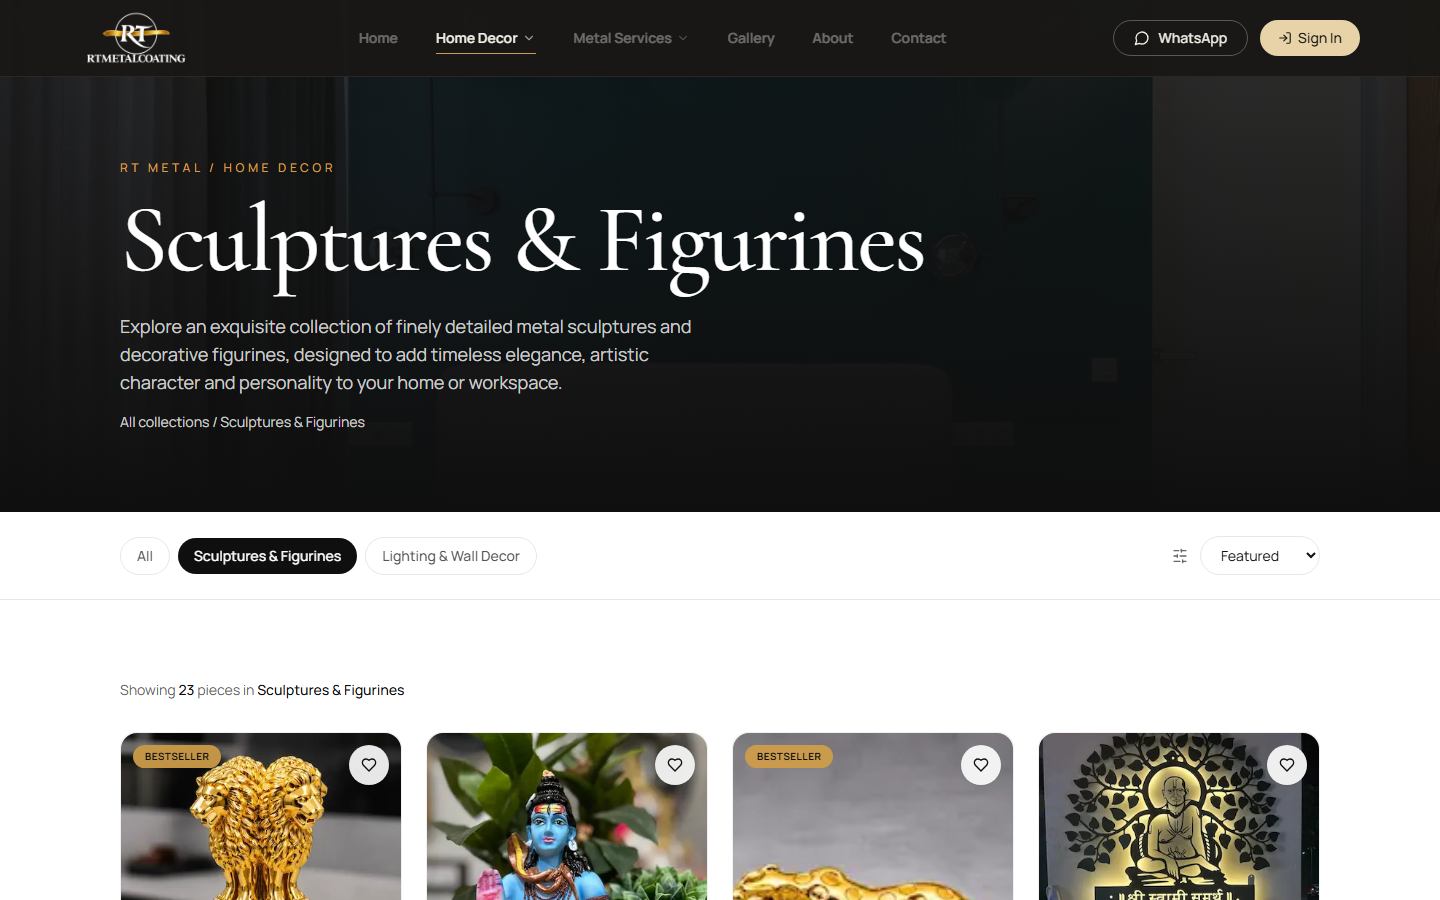 RT
RTMETALCOATING
Home
Home Decor
Metal Services
Gallery
About
Contact
WhatsApp
Sign In
RT METAL / HOME DECOR
Sculptures & Figurines
Explore an exquisite collection of finely detailed metal sculptures and
decorative figurines, designed to add timeless elegance, artistic
character and personality to your home or workspace.
All collections / Sculptures & Figurines
All
Sculptures & Figurines
Lighting & Wall Decor
Featured
Showing 23 pieces in Sculptures & Figurines
BESTSELLER
BESTSELLER
॥ श्री स्वामी समर्थ ॥